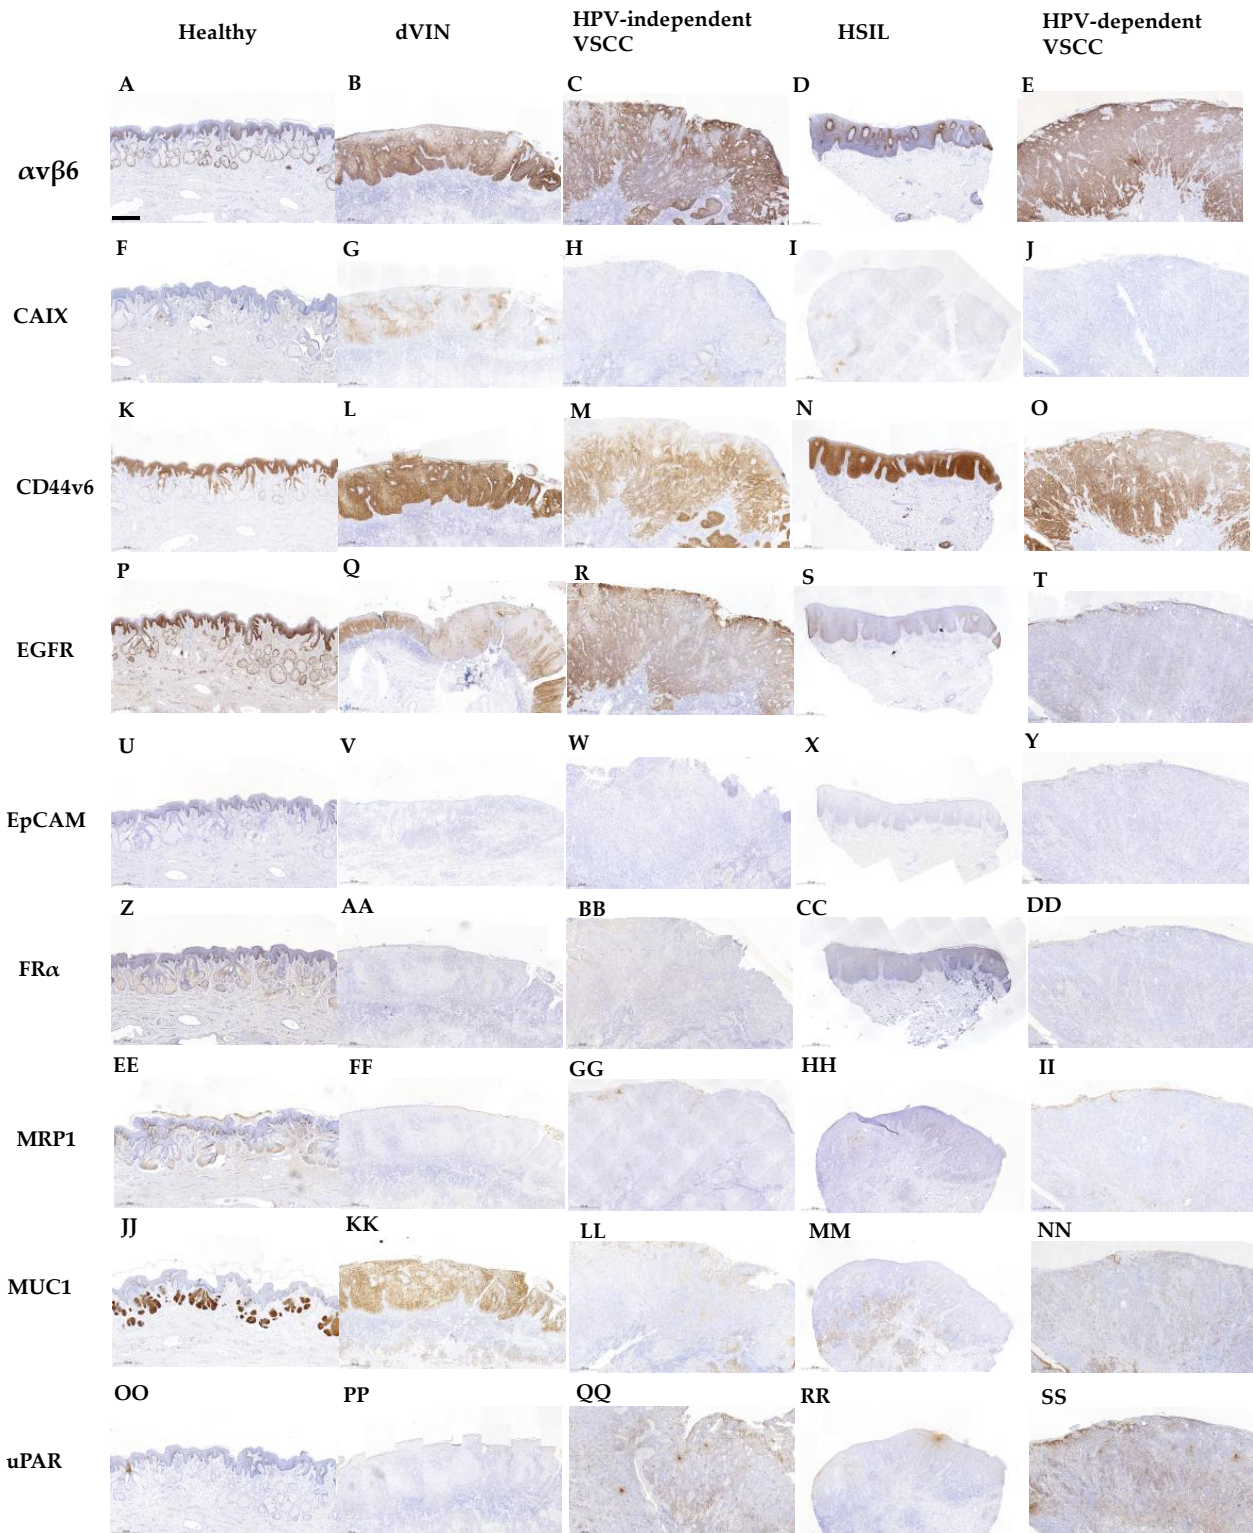 Healthy
dVIN
HPV-independent
VSCC
HSIL
HPV-dependent
VSCC
A
B
C
D
E
αvβ6
F
G
H
I
J
CAIX
K
L
M
N
O
CD44v6
P
Q
R
S
T
EGFR
U
V
W
X
Y
EpCAM
Z
AA
BB
CC
DD
FRα
EE
FF
GG
HH
II
MRP1
JJ
KK
LL
MM
NN
MUC1
OO
PP
QQ
RR
SS
uPAR